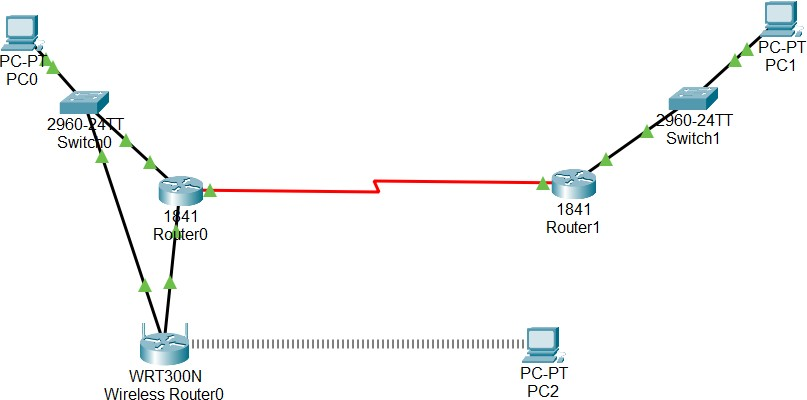 PC-PT
PC0
2960-24TT
Switch0
1841
Router0
PC-PT
PC1
2960-24TT
Switch1
1841
Router1
WRT300N
Wireless Router0
PC-PT
PC2